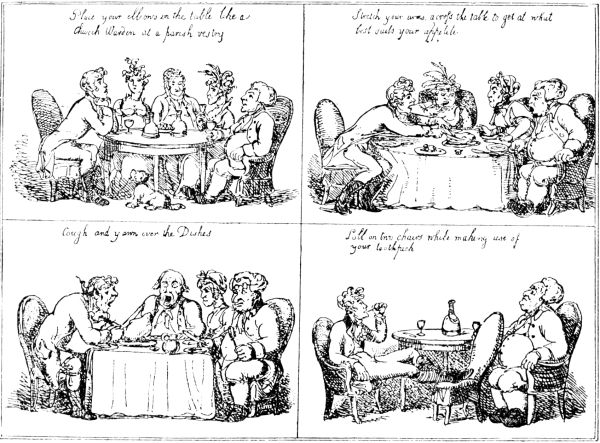 Place your elbows on the table like a
Church Warden at a parish vestry
Stretch your arms across the table to get at what
best suits your appetite.
Cough and yawn over the Dishes
Loll on two chairs while making use of
your toothpick